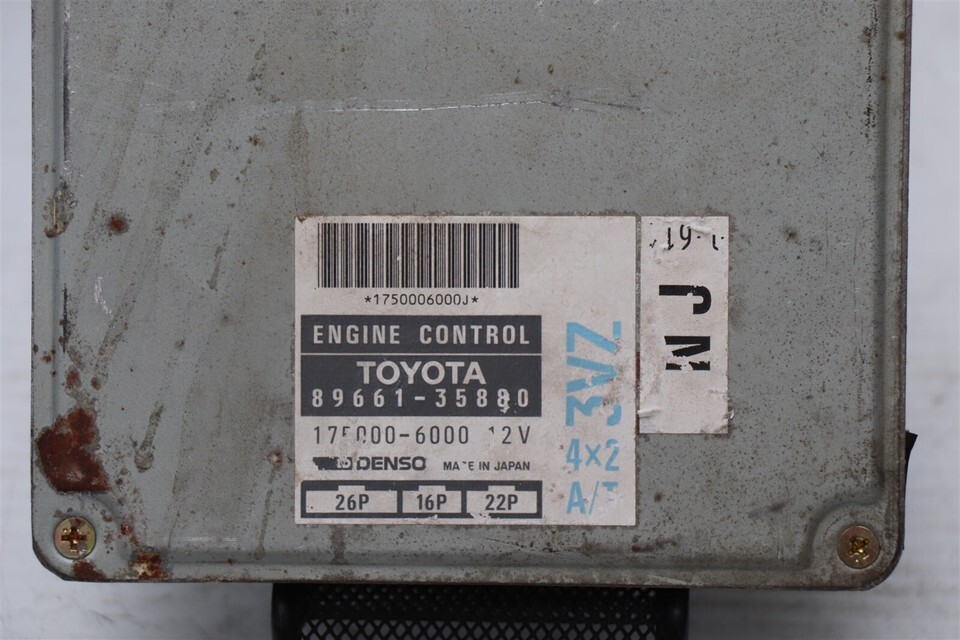 *1750006000J*
ENGINE CONTROL
TOYOTA
89661-35880
175000-6000 12V
DENSO MADE IN JAPAN
26P 16P 22P
3VZ
4×2
A/T